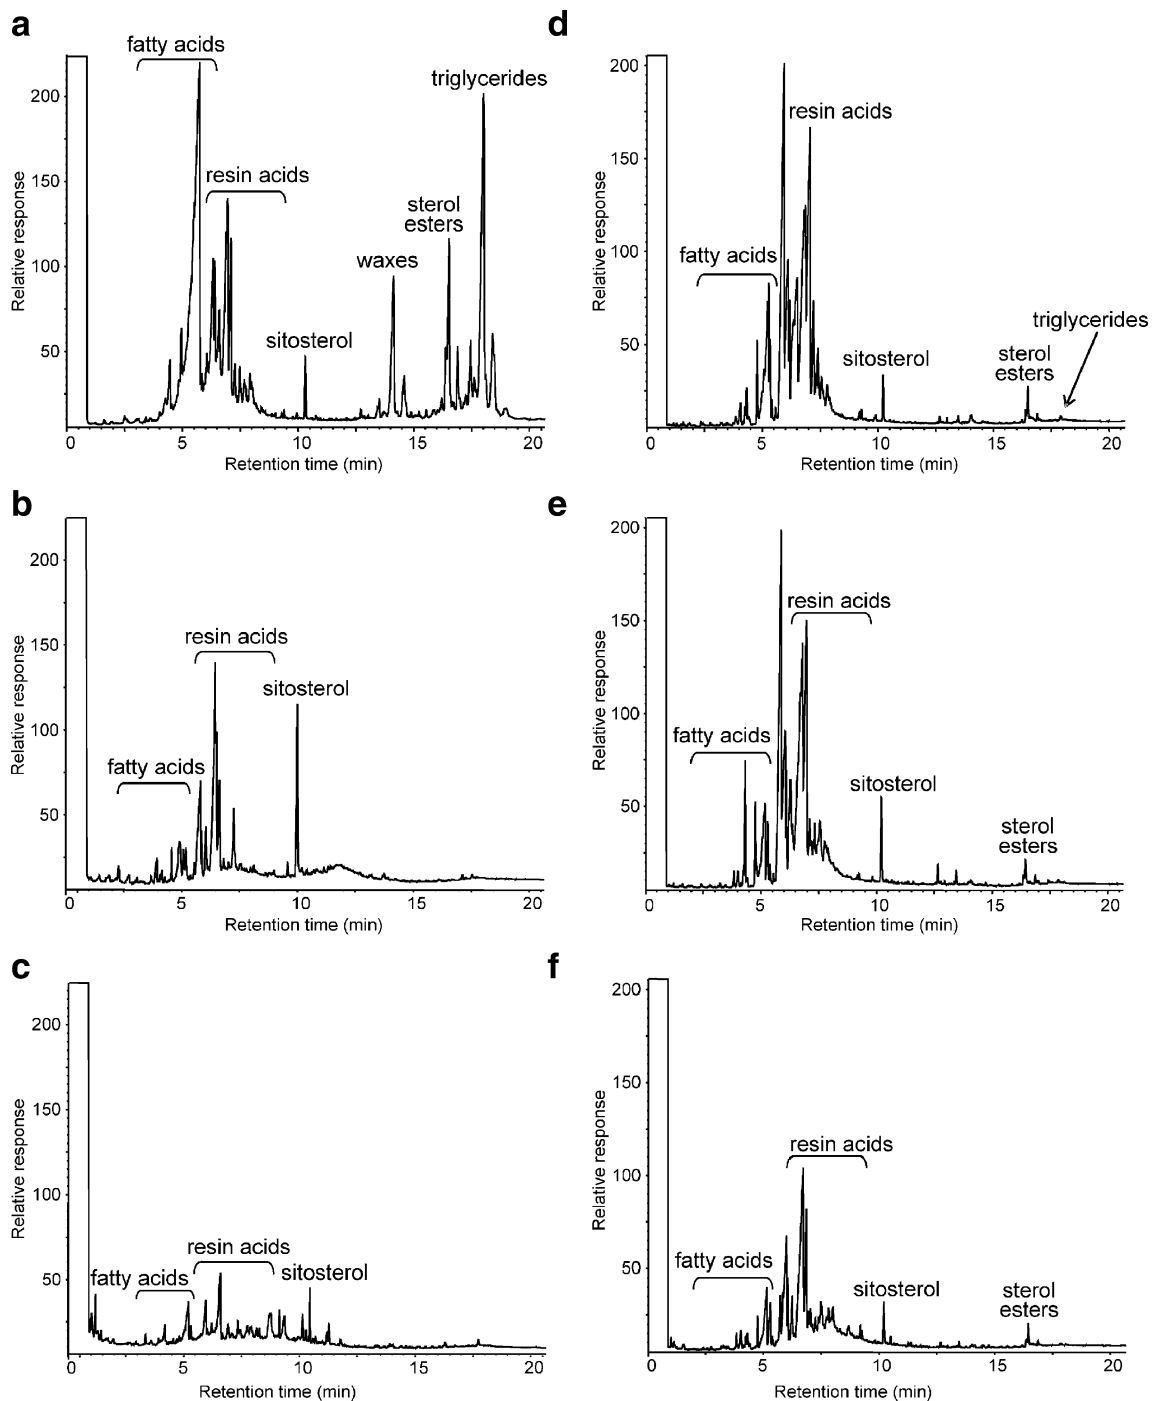 a
fatty acids
triglycerides
resin acids
sterol
esters
waxes
sitosterol
200
150
100
50
Relative response
0
5
10
15
20
Retention time (min)
b
resin acids
sitosterol
fatty acids
200
150
100
50
Relative response
0
5
10
15
20
Retention time (min)
c
resin acids
fatty acids
sitosterol
200
150
100
50
Relative response
0
5
10
15
20
Retention time (min)
d
resin acids
fatty acids
triglycerides
sitosterol
sterol
esters
200
150
100
50
Relative response
0
5
10
15
20
Retention time (min)
e
resin acids
fatty acids
sitosterol
sterol
esters
200
150
100
50
Relative response
0
5
10
15
20
Retention time (min)
f
resin acids
fatty acids
sitosterol
sterol
esters
200
150
100
50
Relative response
0
5
10
15
20
Retention time (min)